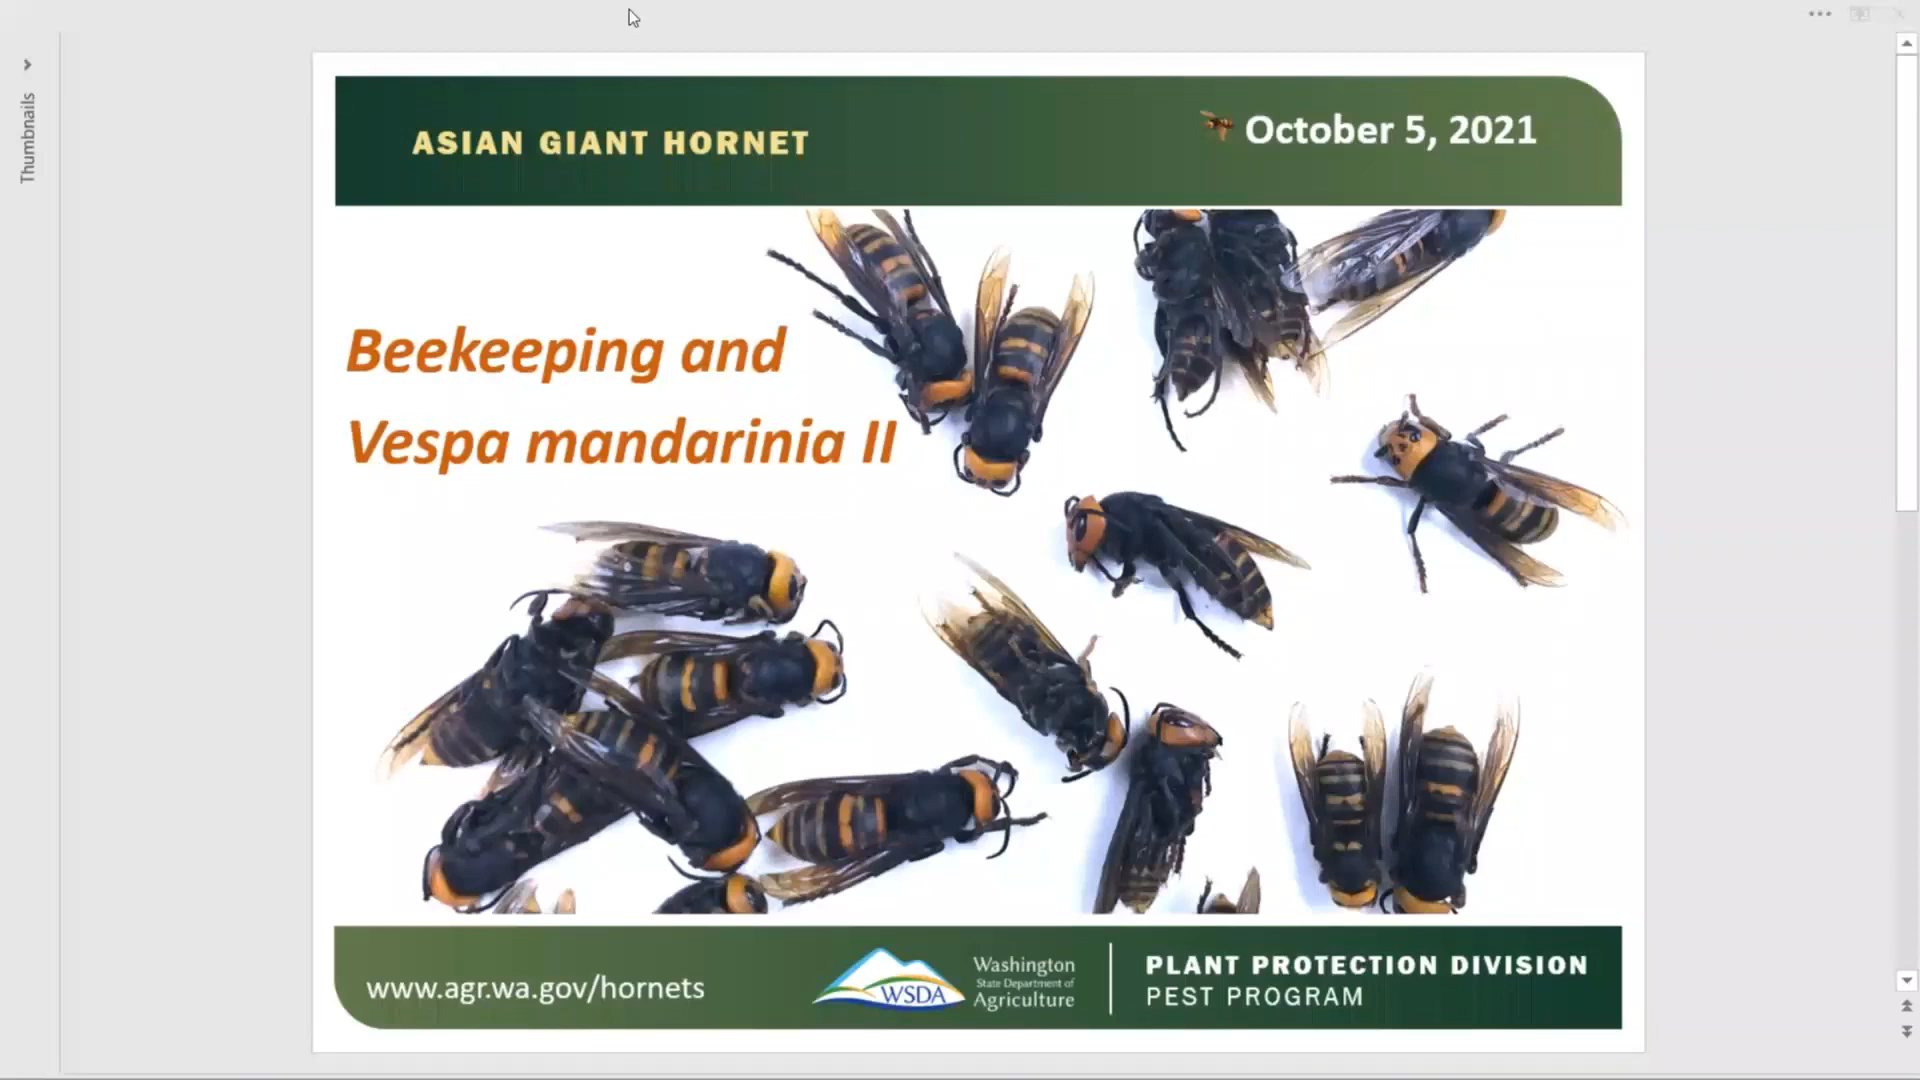 Thumbnails
ASIAN GIANT HORNET
October 5, 2021
Beekeeping and
Vespa mandarinia II
www.agr.wa.gov/hornets
WSDA
Washington
State Department of
Agriculture
PLANT PROTECTION DIVISION
PEST PROGRAM